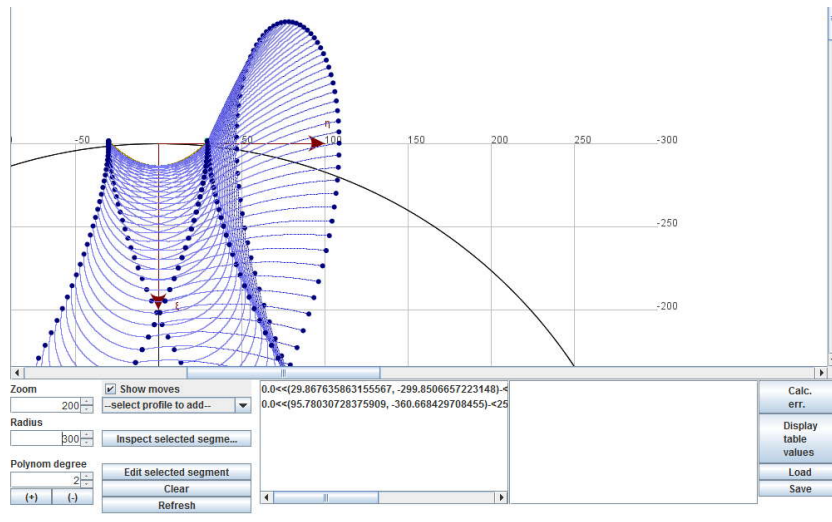 η
-50
50
100
150
200
250
-300
-250
ξ
-200
Zoom
200
Show moves
--select profile to add--
Radius
300
Inspect selected segme...
Polynom degree
2
(+)
(-)
Edit selected segment
Clear
Refresh
0.0<<(29.867635863155567, -299.8506657223148)-<
0.0<<(95.78030728375909, -360.668429708455)-<25
Calc.
err.
Display
table
values
Load
Save